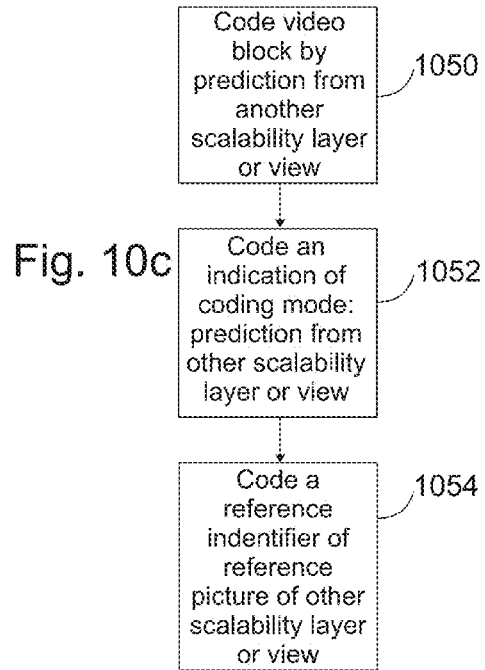 Code video
block by
prediction from
another
scalability layer
or view
1050
Fig. 10c
Code an
indication of
coding mode:
prediction from
other scalability
layer or view
1052
Code a
reference
indentifier of
reference
picture of other
scalability layer
or view
1054